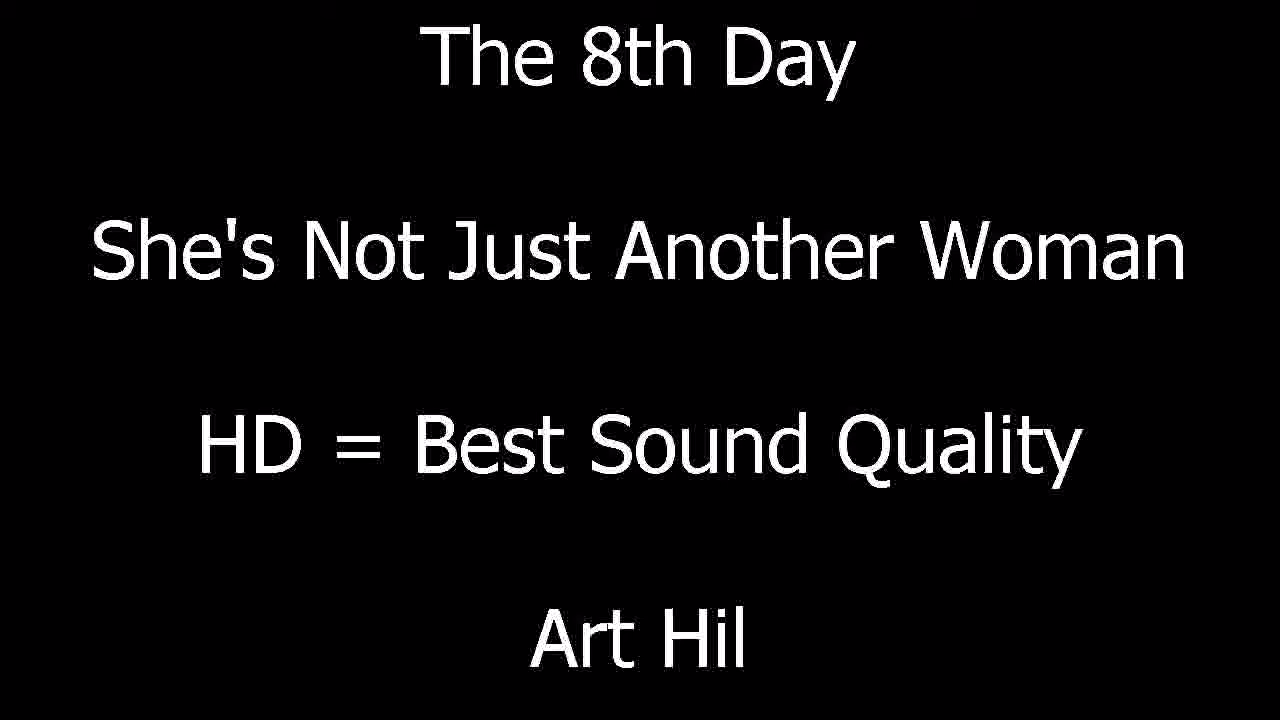 The 8th Day
She's Not Just Another Woman
HD = Best Sound Quality
Art Hil